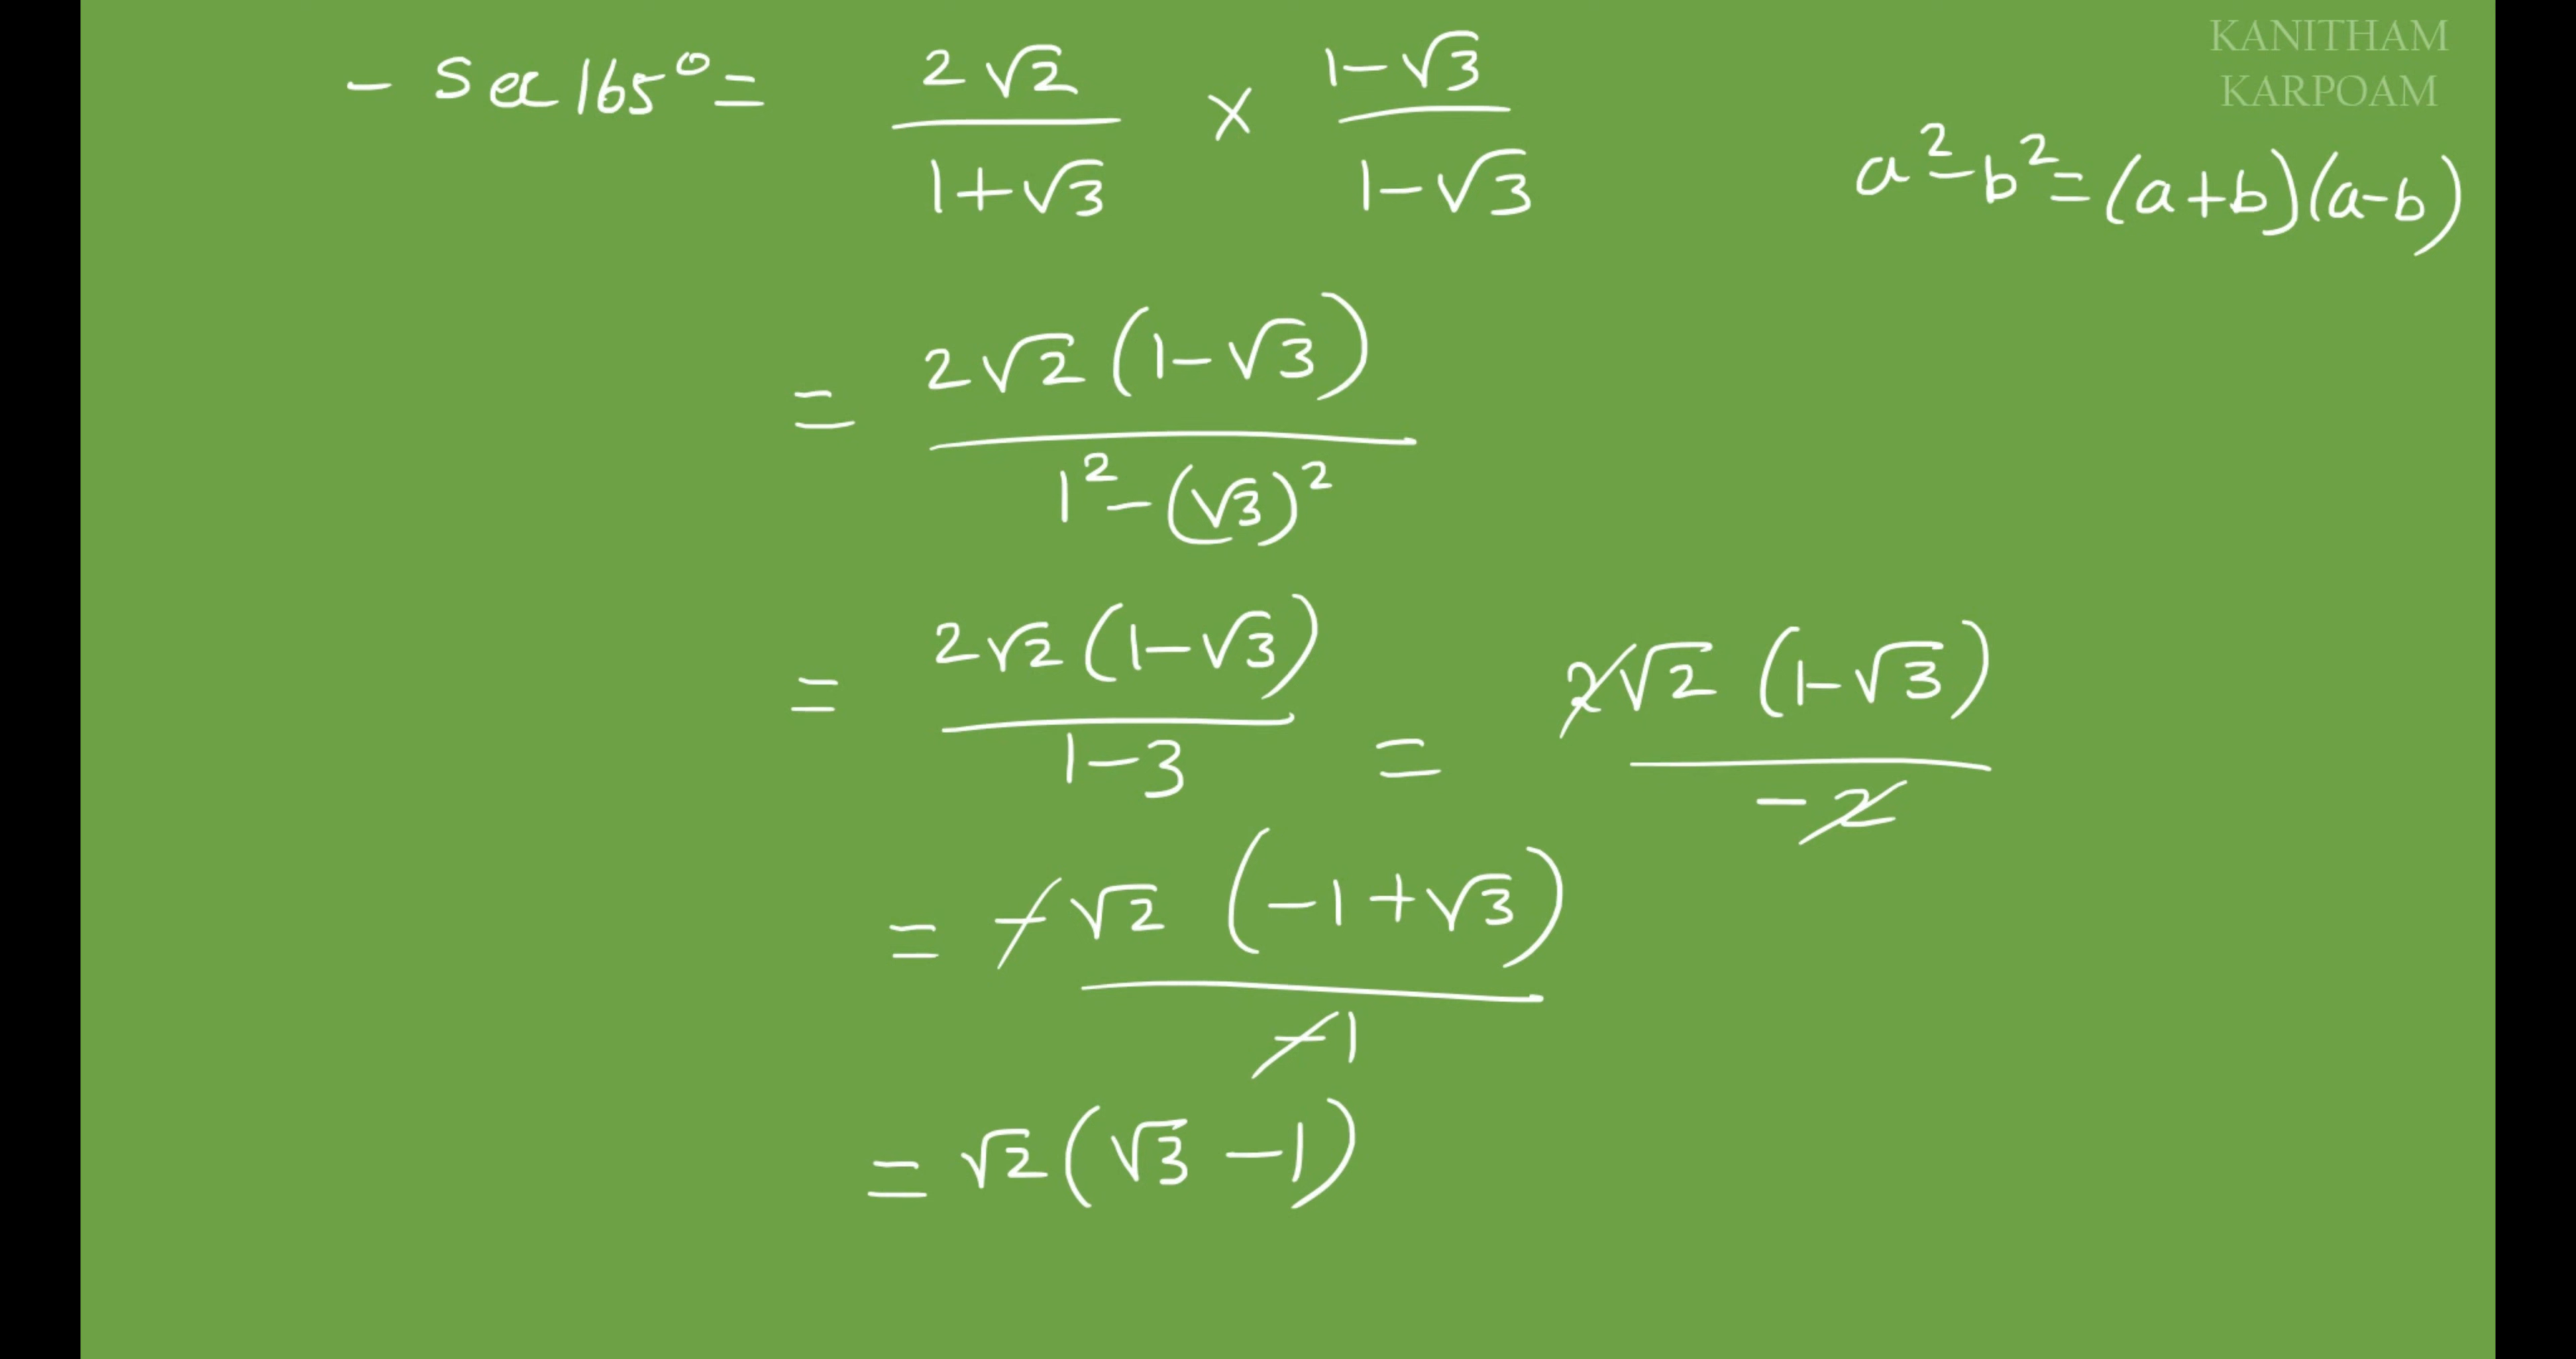 KANITHAM
KARPOAM
- Sec 165° = 2√2 / 1+√3 × 1-√3 / 1-√3
a²-b² = (a+b)(a-b)
= 2√2 (1-√3) / 1² - (√3)²
= 2√2 (1-√3) / 1-3 = 2√2 (1-√3) / -2
= -√2 (-1+√3) / -1
= √2 (√3 -1)